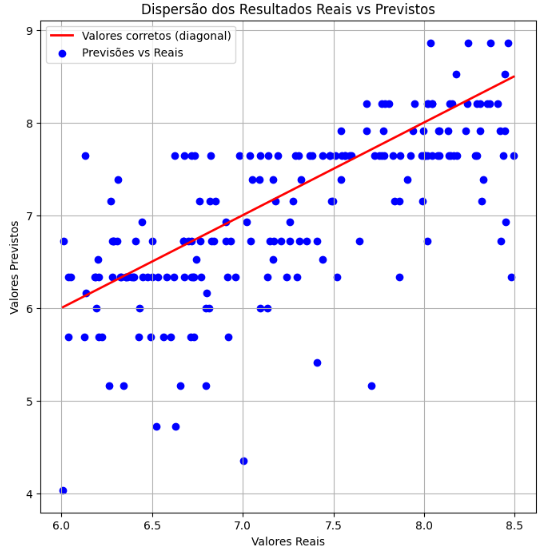 Dispersão dos Resultados Reais vs Previstos
Valores corretos (diagonal)
Previsões vs Reais
Valores Previstos
9
8
7
6
5
4
6.0 6.5 7.0 7.5 8.0 8.5
Valores Reais